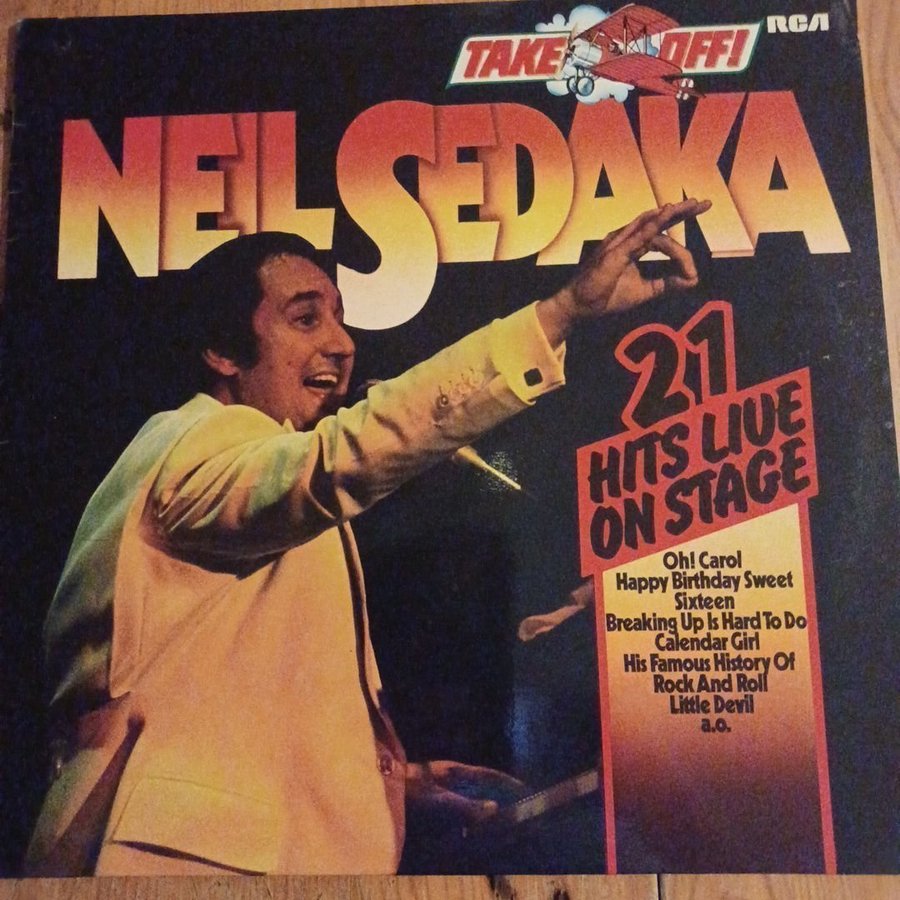 TAKE OFF!
RCA
NEIL SEDAKA
21
HITS LIVE
ON STAGE
Oh! Carol
Happy Birthday Sweet
Sixteen
Breaking Up Is Hard To Do
Calendar Girl
His Famous History Of
Rock And Roll
Little Devil
a.o.